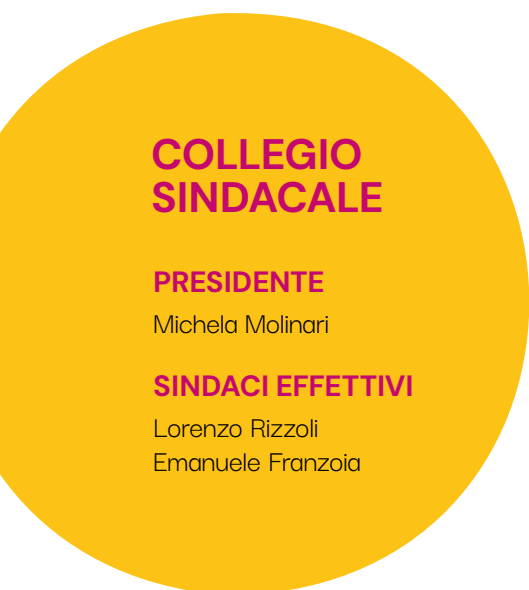 COLLEGIO
SINDACALE
PRESIDENTE
Michela Molinari
SINDACI EFFETTIVI
Lorenzo Rizzoli
Emanuele Franzoia